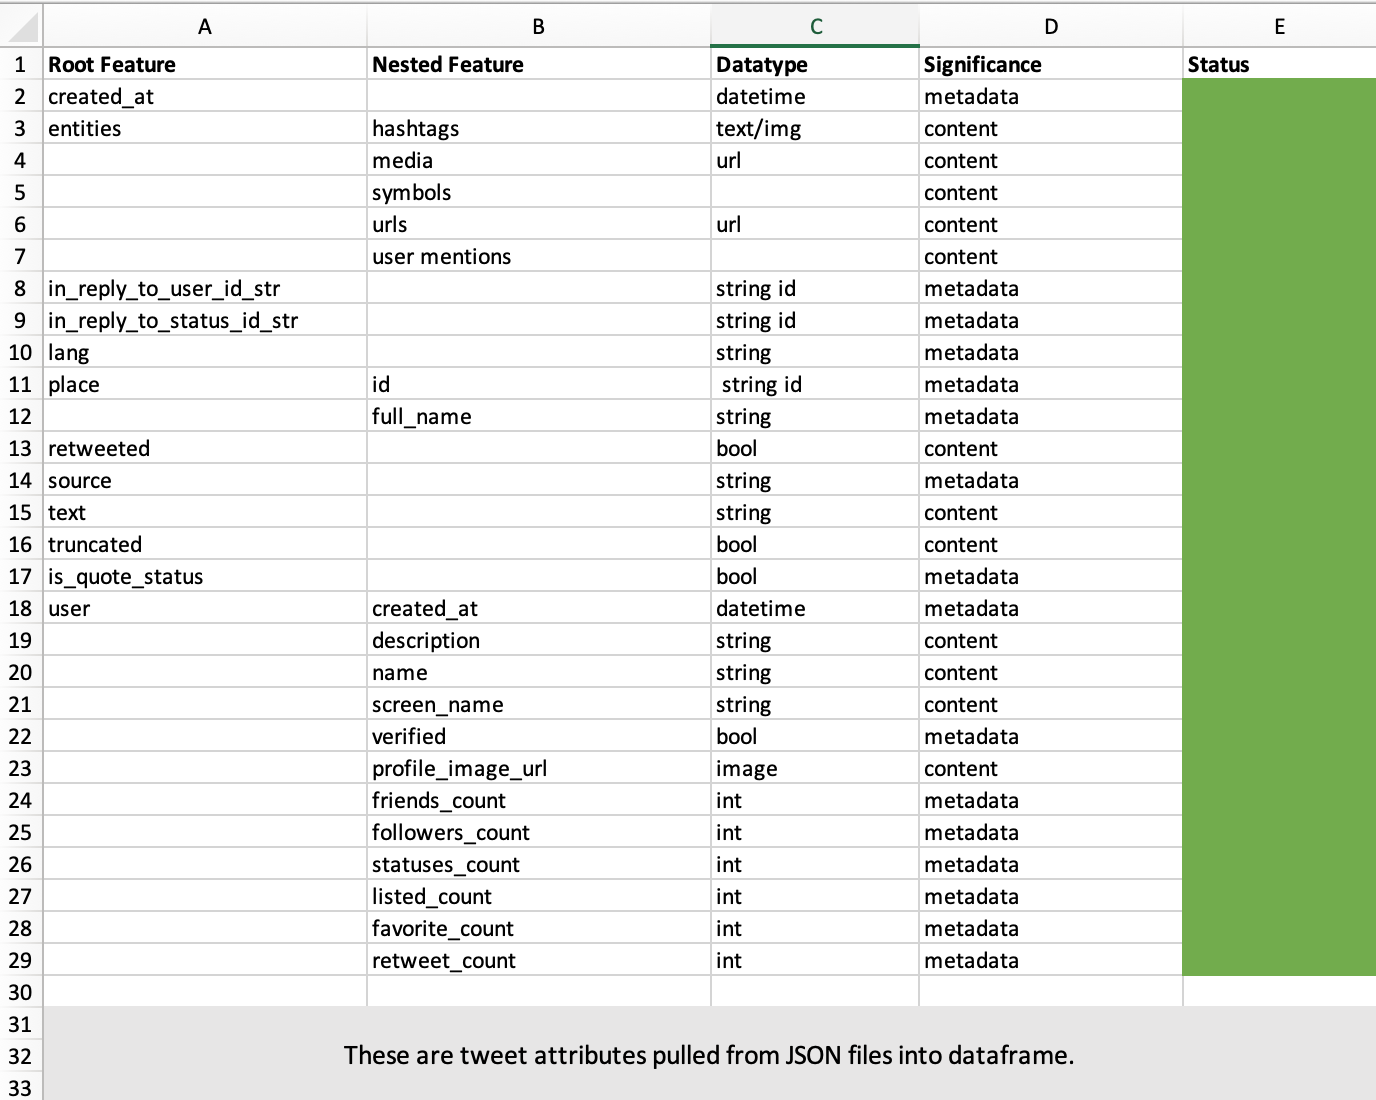 A B C D E
1 Root Feature Nested Feature Datatype Significance Status
2 created_at datetime metadata
3 entities hashtags text/img content
4 media url content
5 symbols content
6 urls url content
7 user mentions content
8 in_reply_to_user_id_str string id metadata
9 in_reply_to_status_id_str string id metadata
10 lang string metadata
11 place id string id metadata
12 full_name string metadata
13 retweeted bool content
14 source string metadata
15 text string content
16 truncated bool content
17 is_quote_status bool metadata
18 user created_at datetime metadata
19 description string content
20 name string content
21 screen_name string content
22 verified bool metadata
23 profile_image_url image content
24 friends_count int metadata
25 followers_count int metadata
26 statuses_count int metadata
27 listed_count int metadata
28 favorite_count int metadata
29 retweet_count int metadata
30
31
32 These are tweet attributes pulled from JSON files into dataframe.
33